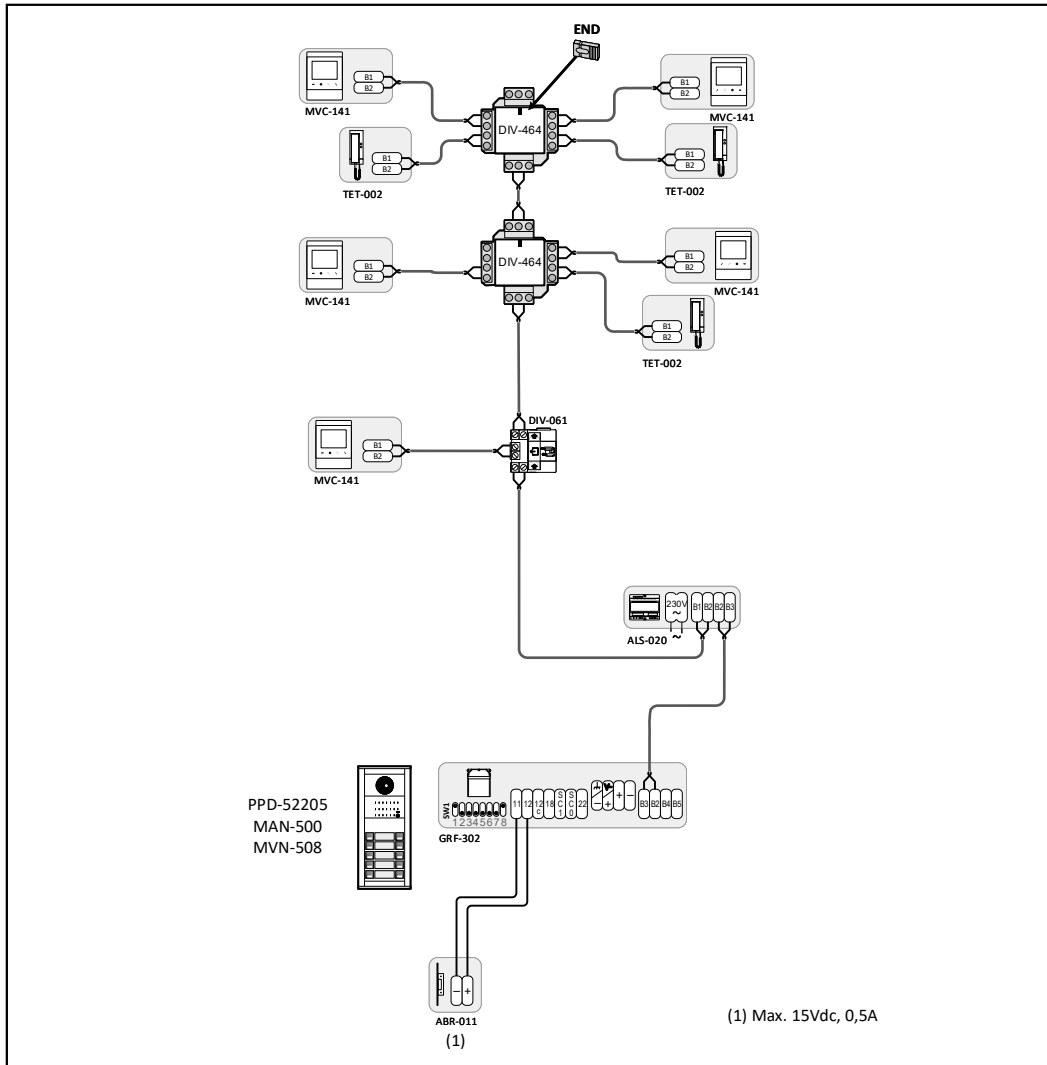 END
B1
B2
MVC-141
DIV-464
B1
B2
MVC-141
B1
B2
TET-002
B1
B2
TET-002
B1
B2
MVC-141
DIV-464
B1
B2
MVC-141
B1
B2
TET-002
DIV-061
B1
B2
MVC-141
230V
~
~
B1 B2 B2 B3
ALS-020
PPD-52205
MAN-500
MVN-508
SW1
12345678
11 12 12c 18 SC1 SC0 22 − + + − B3 B2 B4 B5
GRF-302
− +
ABR-011
(1)
(1) Max. 15Vdc, 0,5A